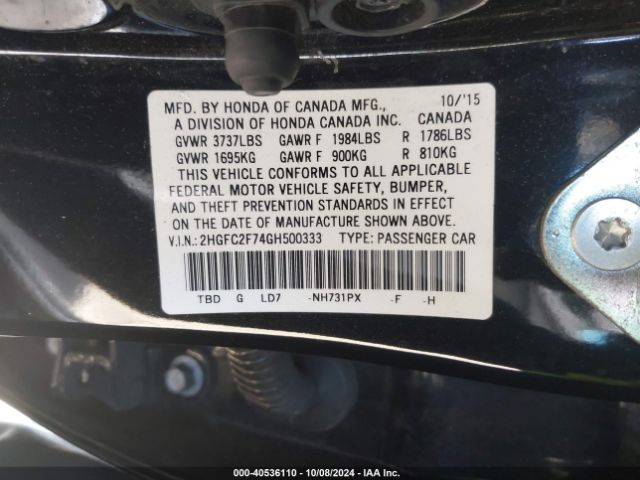 MFD. BY HONDA OF CANADA MFG., 10/'15
A DIVISION OF HONDA CANADA INC. CANADA
GVWR 3737LBS GAWR F 1984LBS R 1786LBS
GVWR 1695KG GAWR F 900KG R 810KG
THIS VEHICLE CONFORMS TO ALL APPLICABLE
FEDERAL MOTOR VEHICLE SAFETY, BUMPER,
AND THEFT PREVENTION STANDARDS IN EFFECT
ON THE DATE OF MANUFACTURE SHOWN ABOVE.
V.I.N.: 2HGFC2F74GH500333 TYPE: PASSENGER CAR
TBD G LD7 -NH731PX -F -H
000-40536110 - 10/08/2024 - IAAI.com